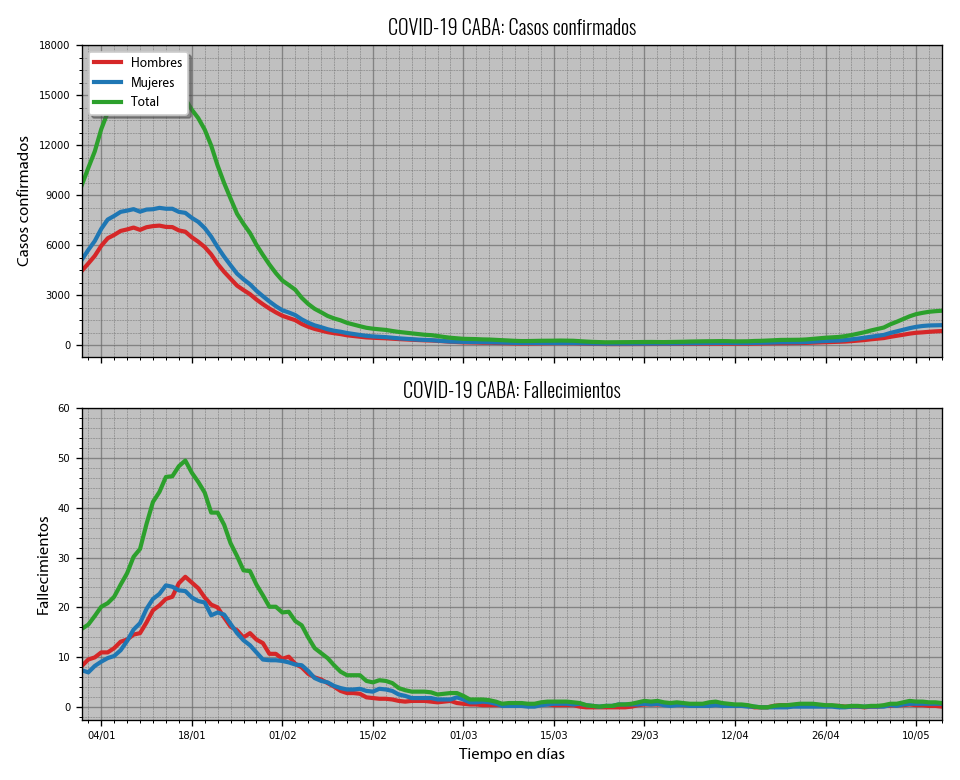 COVID-19 CABA: Casos confirmados
18000
15000
12000
9000
6000
3000
0
Casos confirmados
Hombres
Mujeres
Total
COVID-19 CABA: Fallecimientos
60
50
40
30
20
10
0
Fallecimientos
04/01 18/01 01/02 15/02 01/03 15/03 29/03 12/04 26/04 10/05
Tiempo en días